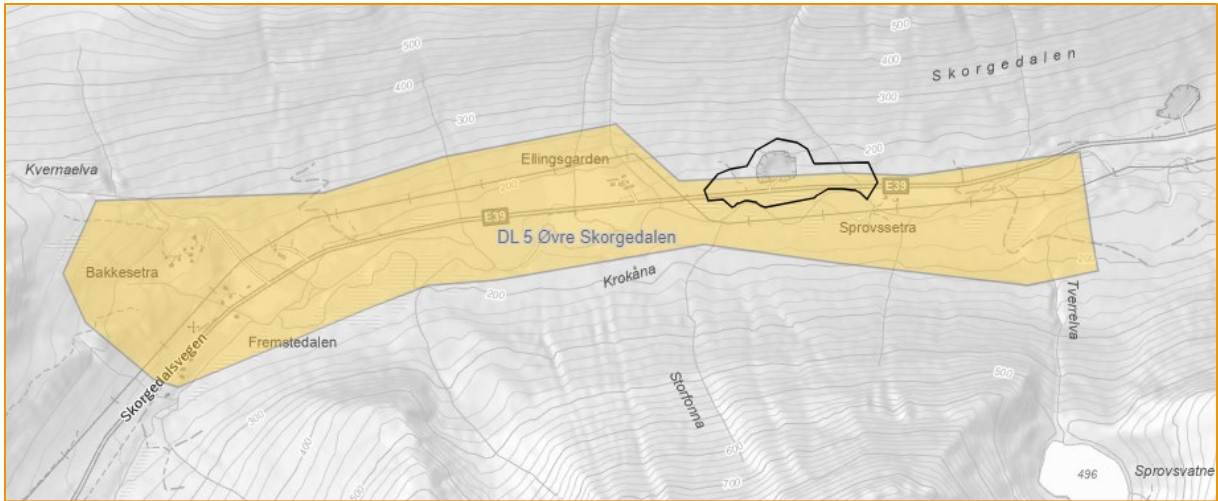 500
500
400
Skorgedalen
400
300
300
Kvernaelva
200
Ellingsgarden
200
E39
E39
DL 5 Øvre Skorgedalen
Sprovssetra
Bakkesetra
200
Krokåna
200
Tverrelva
Fremstedalen
Skorgedalsvegen
500
Storfonna
300
600
496
Sprovsvatne
700
500